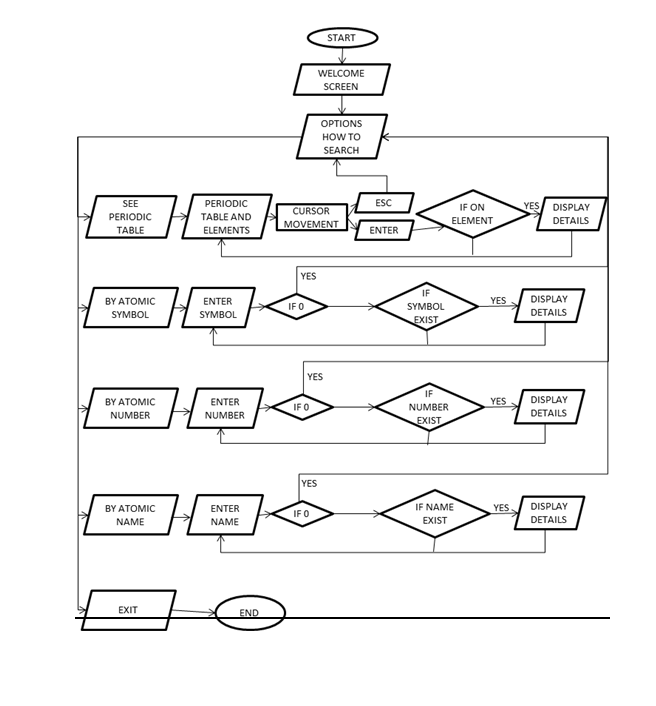 START
WELCOME
SCREEN
OPTIONS
HOW TO
SEARCH
SEE
PERIODIC
TABLE
PERIODIC
TABLE AND
ELEMENTS
CURSOR
MOVEMENT
ESC
ENTER
IF ON
ELEMENT
YES
DISPLAY
DETAILS
YES
BY ATOMIC
SYMBOL
ENTER
SYMBOL
IF 0
IF
SYMBOL
EXIST
YES
DISPLAY
DETAILS
YES
BY ATOMIC
NUMBER
ENTER
NUMBER
IF 0
IF
NUMBER
EXIST
YES
DISPLAY
DETAILS
YES
BY ATOMIC
NAME
ENTER
NAME
IF 0
IF NAME
EXIST
YES
DISPLAY
DETAILS
EXIT
END